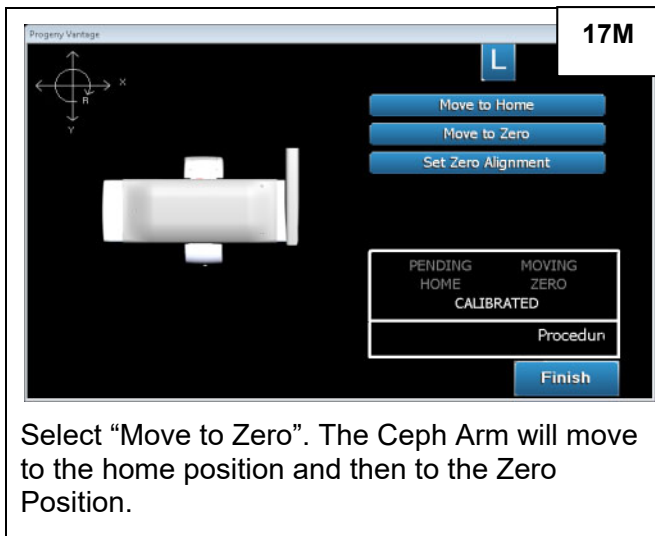 17M
Progeny Vantage
L
X
R
Y
Move to Home
Move to Zero
Set Zero Alignment
PENDING MOVING
HOME ZERO
CALIBRATED
Procedun
Finish
Select “Move to Zero”. The Ceph Arm will move
to the home position and then to the Zero
Position.